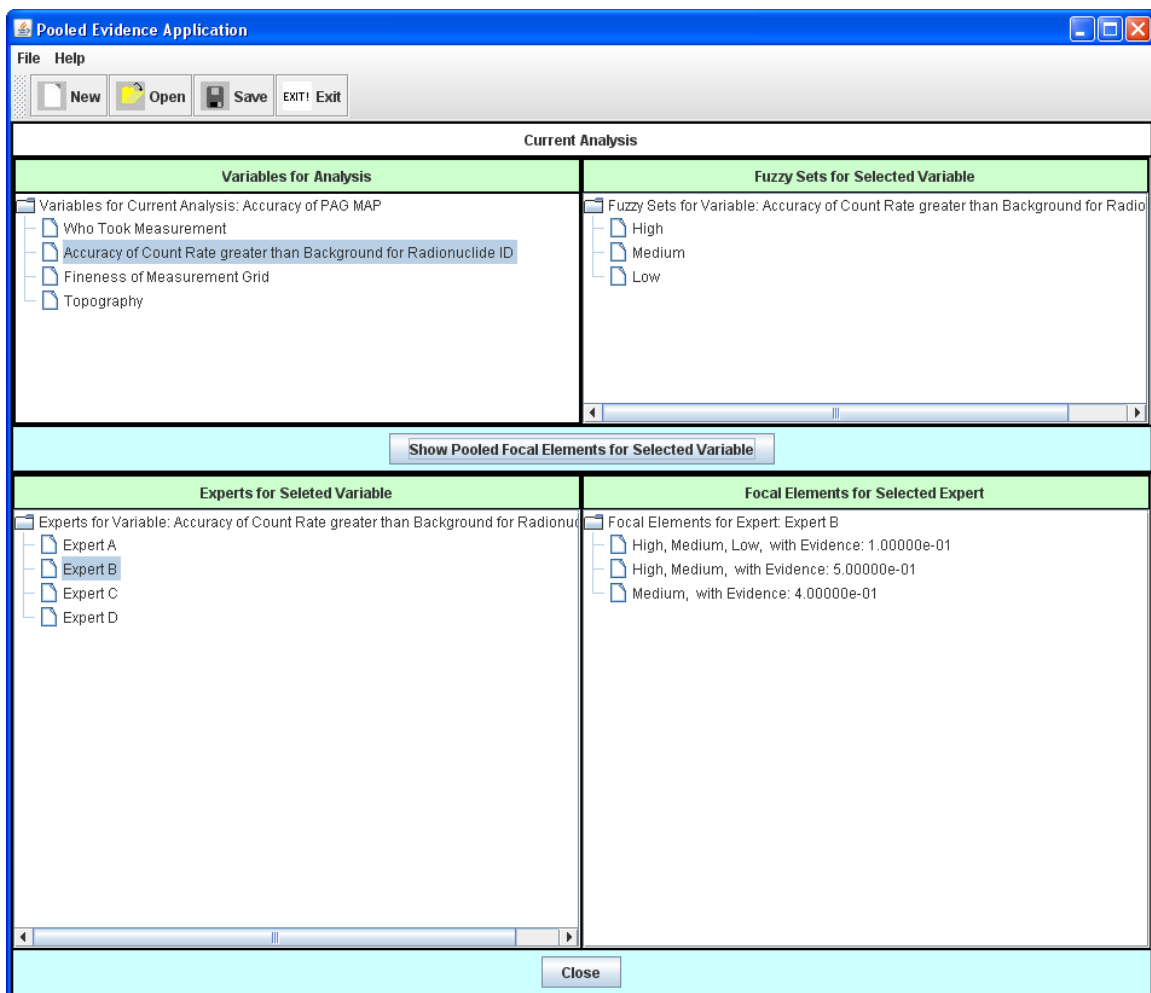 Pooled Evidence Application
File Help
New Open Save EXIT! Exit
Current Analysis
Variables for Analysis
Variables for Current Analysis: Accuracy of PAG MAP
Who Took Measurement
Accuracy of Count Rate greater than Background for Radionuclide ID
Fineness of Measurement Grid
Topography
Fuzzy Sets for Selected Variable
Fuzzy Sets for Variable: Accuracy of Count Rate greater than Background for Radio
High
Medium
Low
Show Pooled Focal Elements for Selected Variable
Experts for Seleted Variable
Experts for Variable: Accuracy of Count Rate greater than Background for Radionu
Expert A
Expert B
Expert C
Expert D
Focal Elements for Selected Expert
Focal Elements for Expert: Expert B
High, Medium, Low, with Evidence: 1.00000e-01
High, Medium, with Evidence: 5.00000e-01
Medium, with Evidence: 4.00000e-01
Close